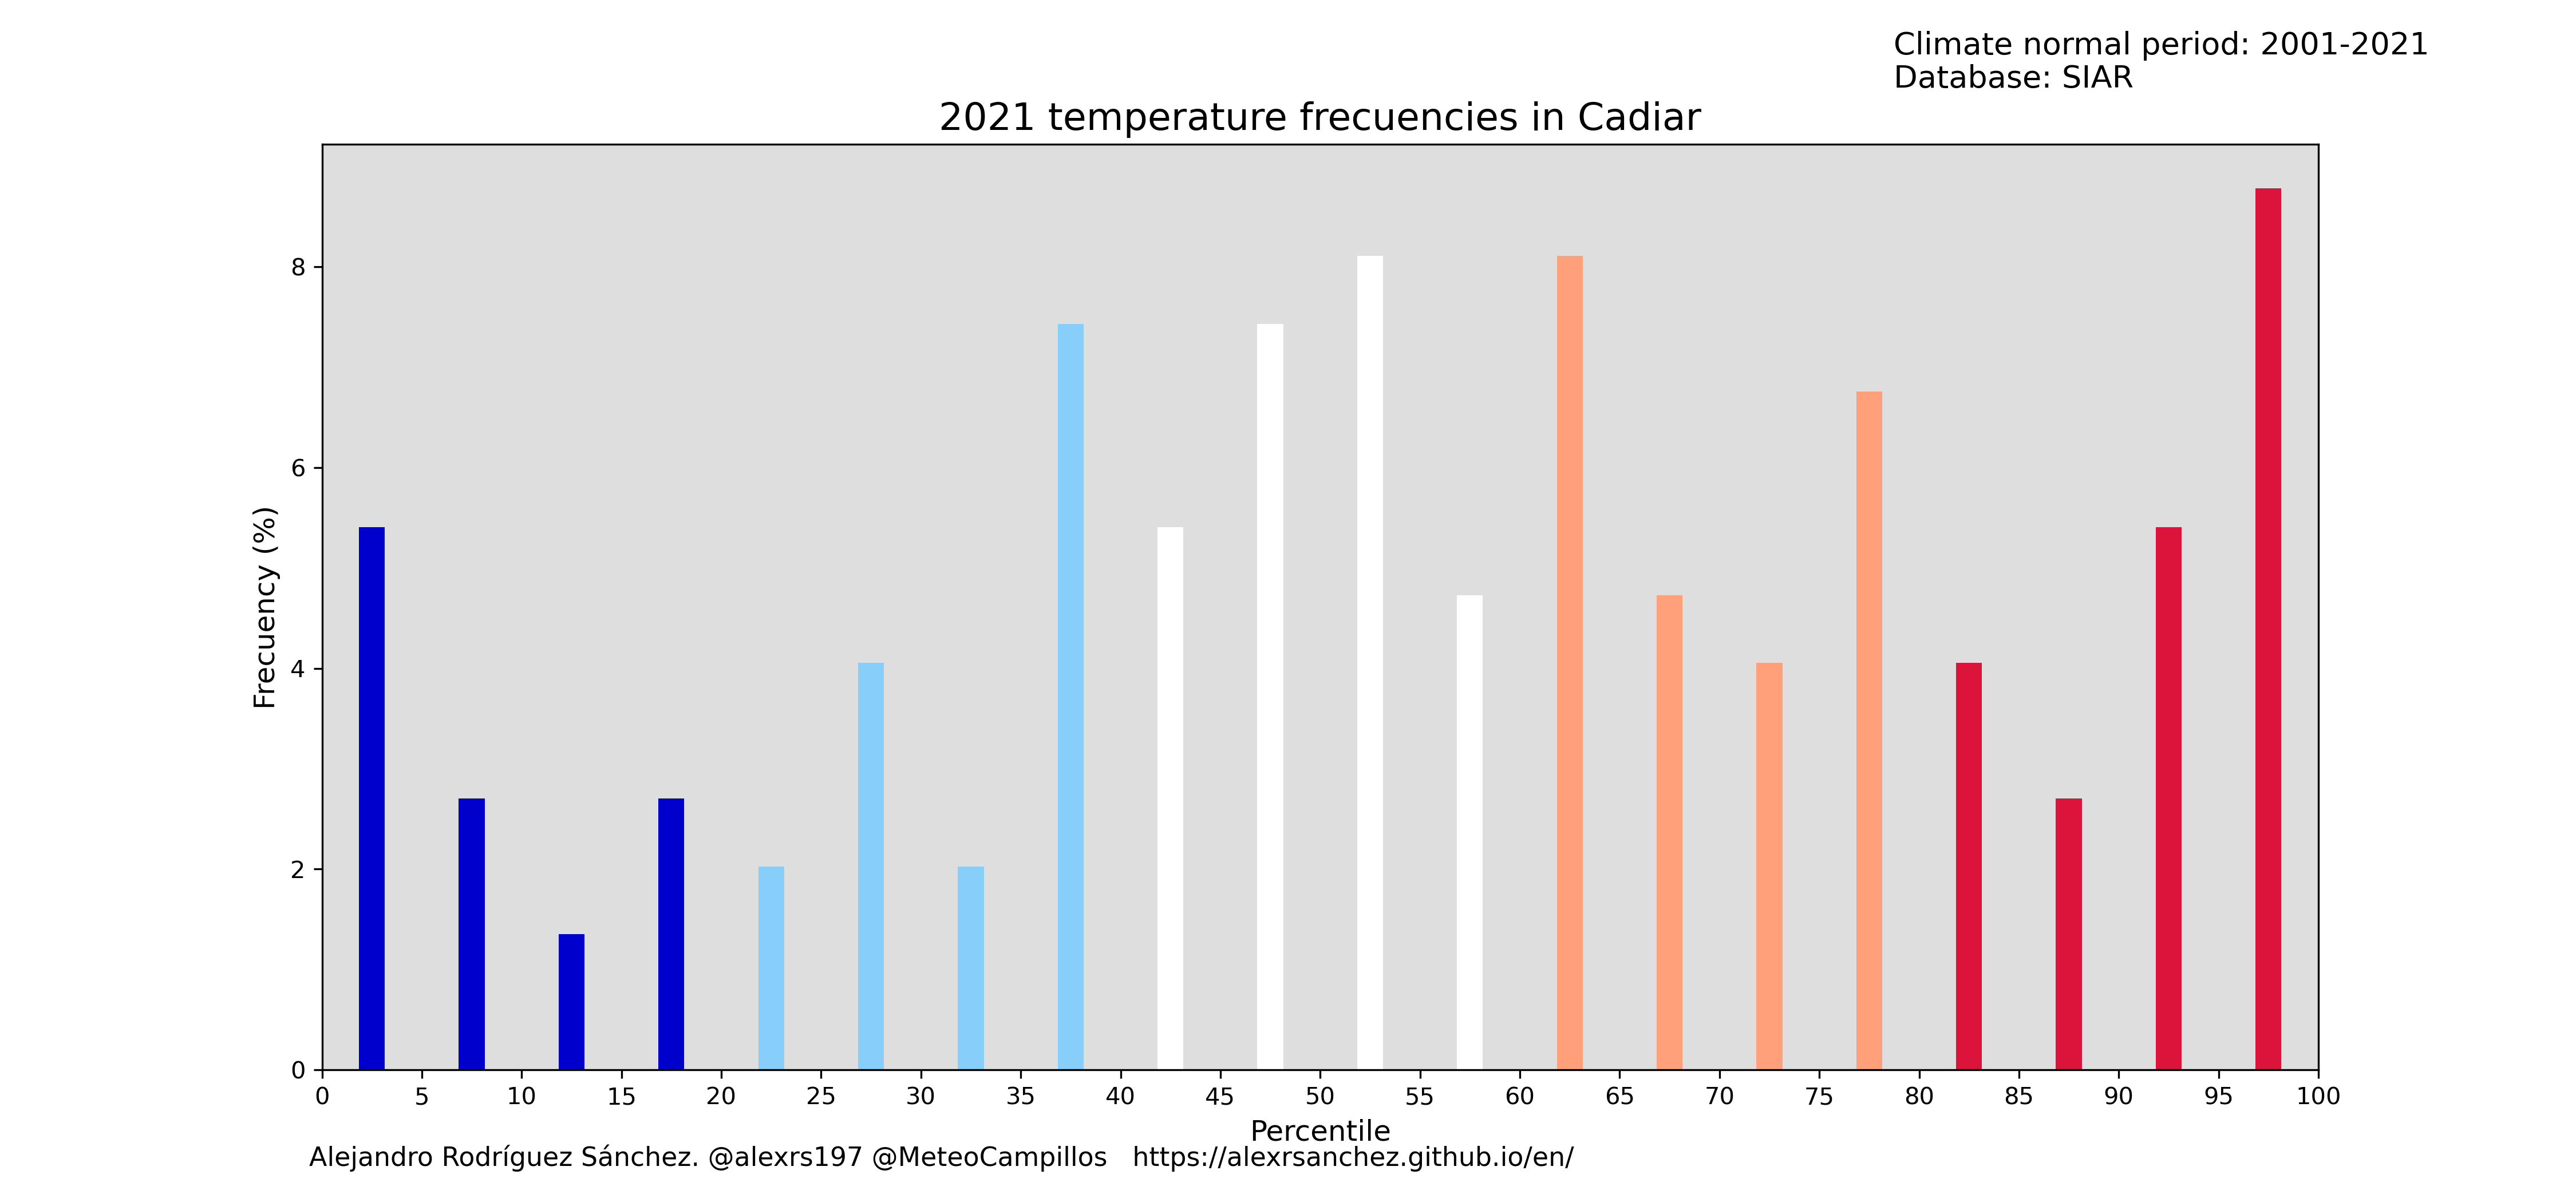 Climate normal period: 2001-2021
Database: SIAR
2021 temperature frecuencies in Cadiar
Frecuency (%)
8
6
4
2
0
0 5 10 15 20 25 30 35 40 45 50 55 60 65 70 75 80 85 90 95 100
Percentile
Alejandro Rodríguez Sánchez. @alexrs197 @MeteoCampillos https://alexrsanchez.github.io/en/